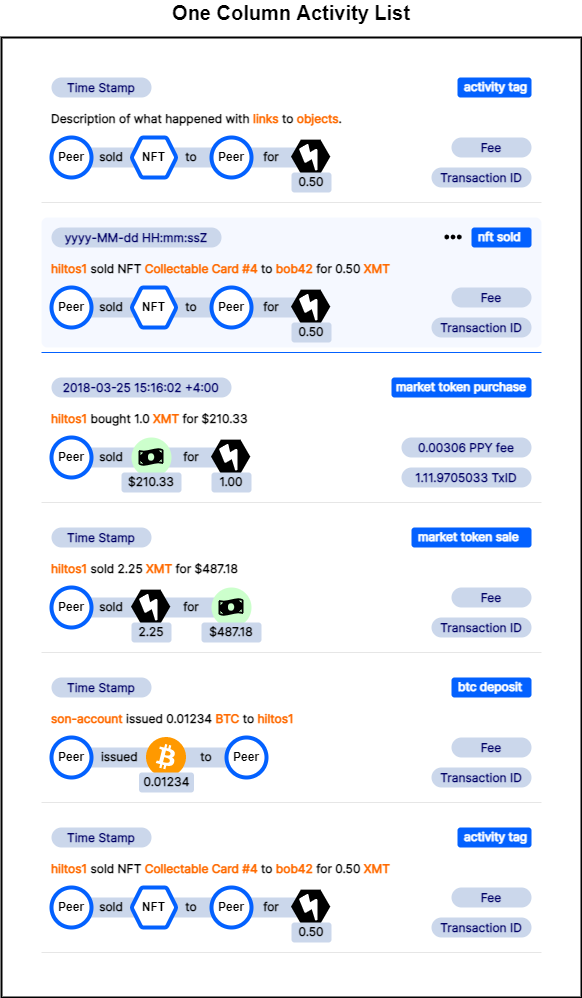 One Column Activity List
Time Stamp activity tag
Description of what happened with links to objects.
Peer sold NFT to Peer for Fee
0.50 Transaction ID
yyyy-MM-dd HH:mm:ssZ ••• nft sold
hiltos1 sold NFT Collectable Card #4 to bob42 for 0.50 XMT
Peer sold NFT to Peer for Fee
0.50 Transaction ID
2018-03-25 15:16:02 +4:00 market token purchase
hiltos1 bought 1.0 XMT for $210.33
Peer sold for 0.00306 PPY fee
$210.33 1.00 1.11.9705033 TxID
Time Stamp market token sale
hiltos1 sold 2.25 XMT for $487.18
Peer sold for Fee
2.25 $487.18 Transaction ID
Time Stamp btc deposit
son-account issued 0.01234 BTC to hiltos1
Peer issued to Peer Fee
0.01234 Transaction ID
Time Stamp activity tag
hiltos1 sold NFT Collectable Card #4 to bob42 for 0.50 XMT
Peer sold NFT to Peer for Fee
0.50 Transaction ID